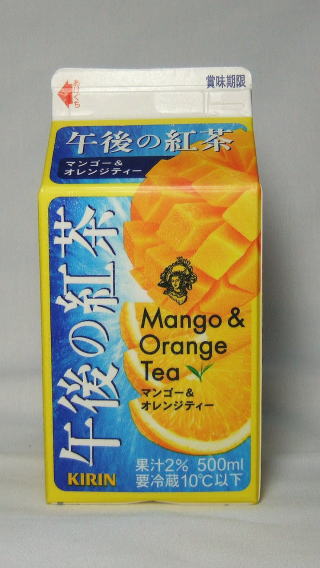 あけくち
賞味期限
午後の紅茶
マンゴー&
オレンジティー
午後の紅茶
Mango &
Orange
Tea
マンゴー&
オレンジティー
KIRIN
果汁2% 500ml
要冷蔵10℃以下